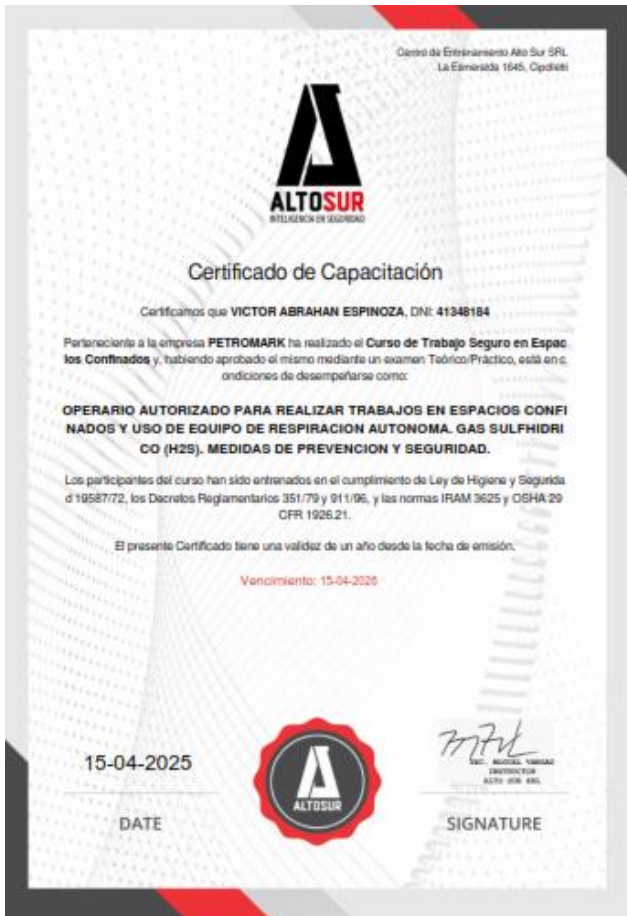 Centro de Entrenamiento Alto Sur SRL
La Esmeralda 1645, Cipolletti
ALTOSUR
INTELIGENCIA EN SEGURIDAD
Certificado de Capacitación
Certificamos que VICTOR ABRAHAN ESPINOZA, DNI: 41348184
Perteneciente a la empresa PETROMARK ha realizado el Curso de Trabajo Seguro en Espac
ios Confinados y, habiendo aprobado el mismo mediante un examen Teórico/Práctico, está en c
ondiciones de desempeñarse como:
OPERARIO AUTORIZADO PARA REALIZAR TRABAJOS EN ESPACIOS CONFI
NADOS Y USO DE EQUIPO DE RESPIRACION AUTONOMA. GAS SULFHIDRI
CO (H2S). MEDIDAS DE PREVENCION Y SEGURIDAD.
Los participantes del curso han sido entrenados en el cumplimiento de Ley de Higiene y Segurida
d 19587/72, los Decretos Reglamentarios 351/79 y 911/96, y las normas IRAM 3625 y OSHA 29
CFR 1926.21.
El presente Certificado tiene una validez de un año desde la fecha de emisión.
Vencimiento: 15-04-2026
15-04-2025
DATE
ALTOSUR
MIGUEL VARGAS
INSTRUCTOR
ALTO SUR SRL
SIGNATURE